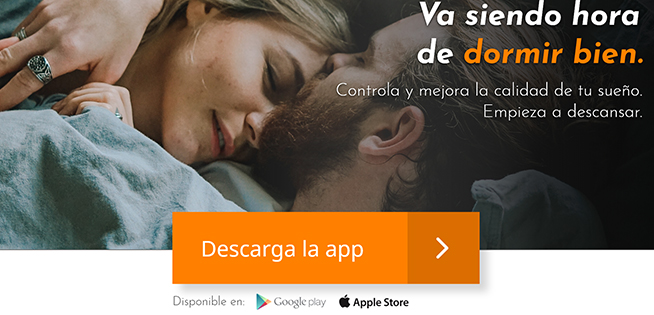 Va siendo hora
de dormir bien.
Controla y mejora la calidad de tu sueño.
Empieza a descansar.
Descarga la app
Disponible en: Google play Apple Store